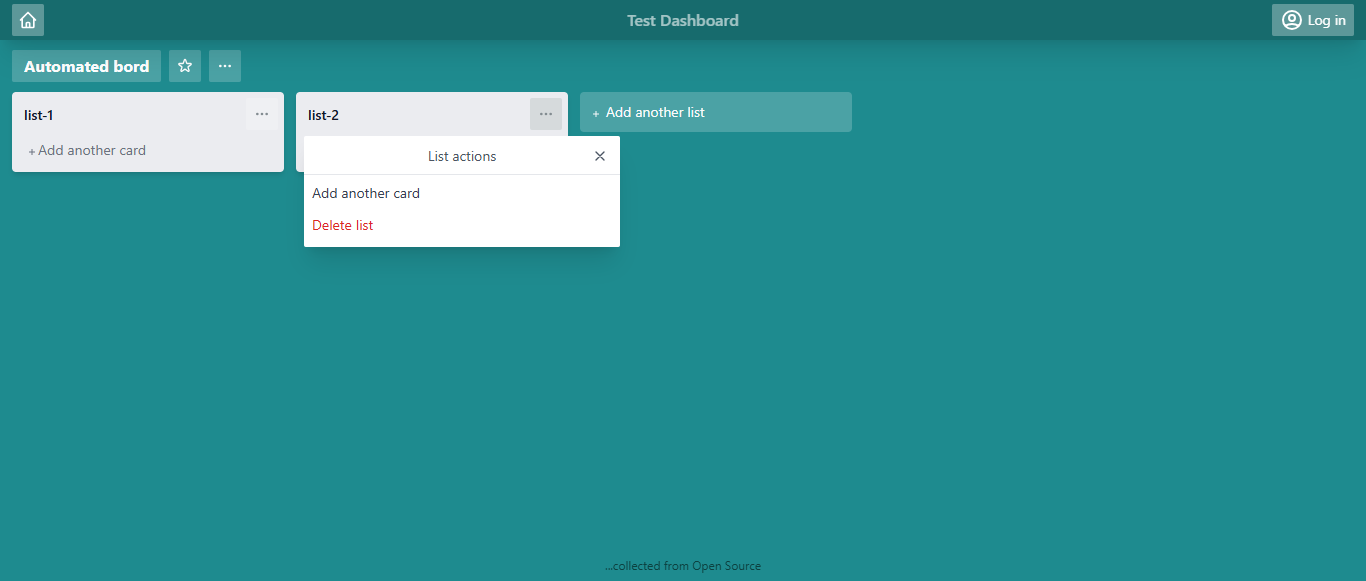 Test Dashboard
Log in
Automated bord
list-1
list-2
+ Add another list
+ Add another card
List actions
Add another card
Delete list
...collected from Open Source